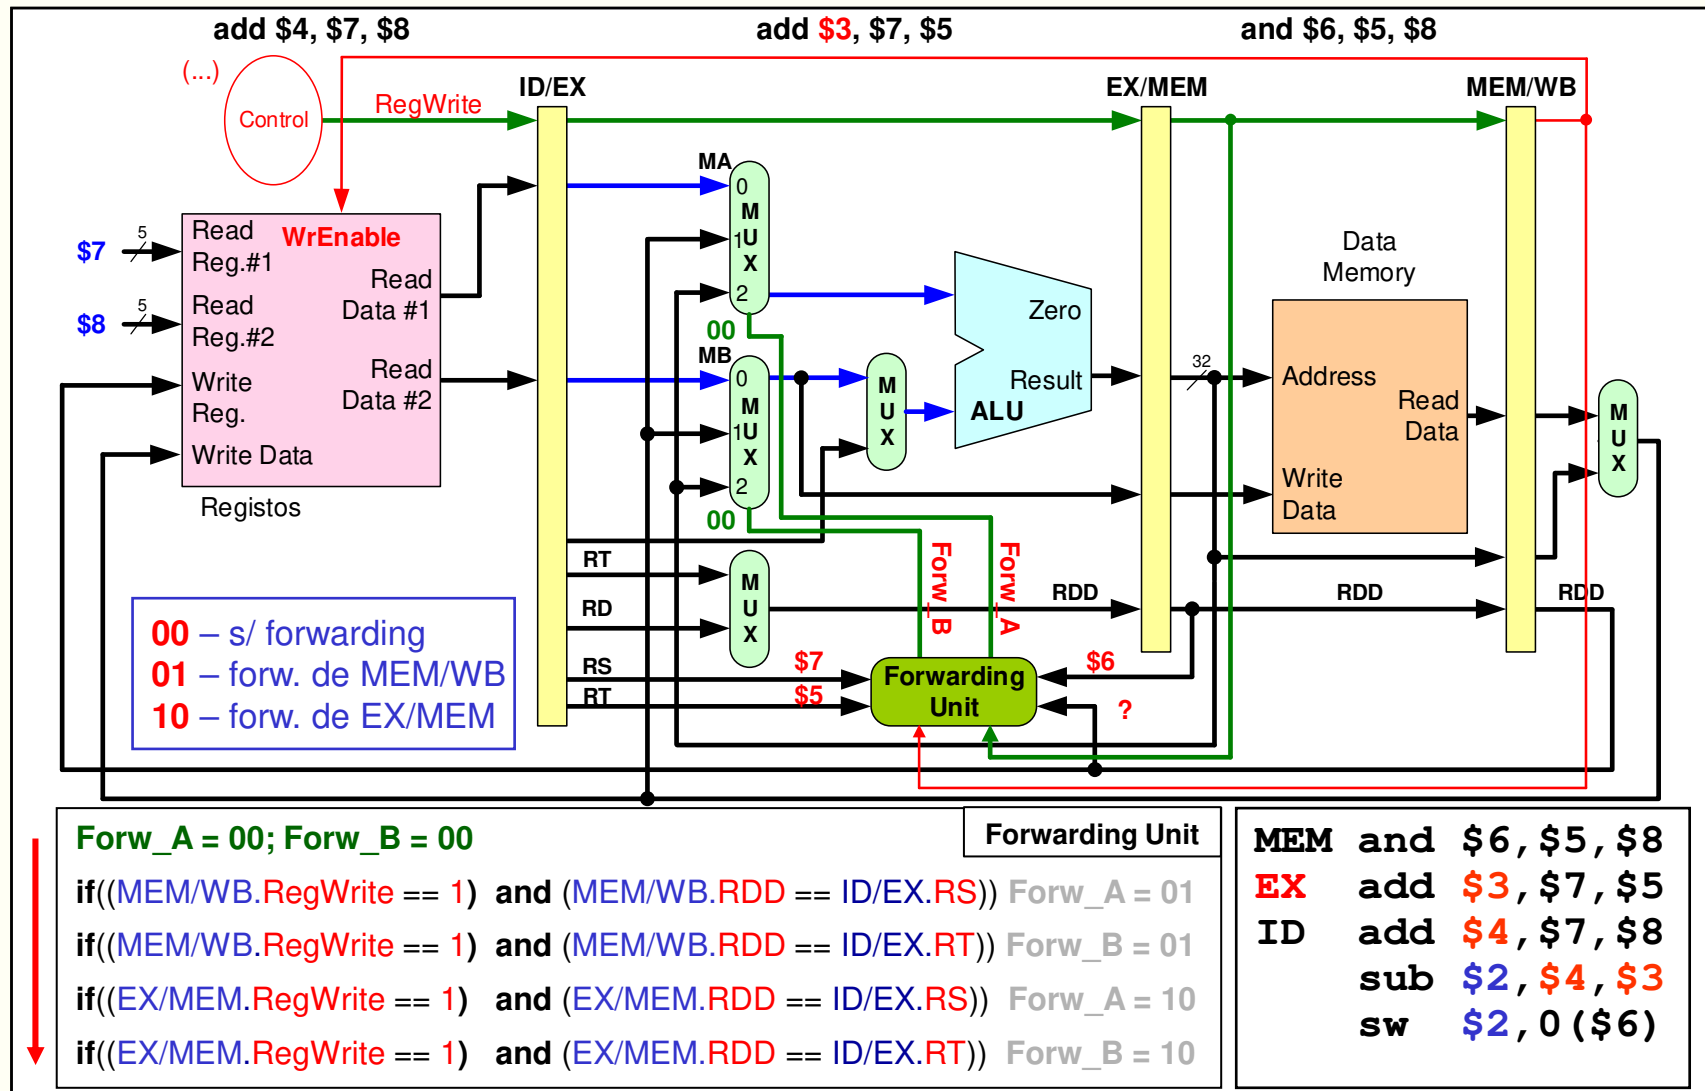 add $4, $7, $8
add $3, $7, $5
and $6, $5, $8
(...)
Control
RegWrite
ID/EX
EX/MEM
MEM/WB
$7
5
Read
Reg.#1
WrEnable
Read
Data #1
$8
5
Read
Reg.#2
Write
Reg.
Read
Data #2
Write Data
Registos
MA
0
M
1U
X
2
00
MB
0
M
1U
X
2
00
M
U
X
Zero
Result
ALU
32
Data
Memory
Address
Read
Data
Write
Data
M
U
X
RT
RD
M
U
X
RDD
RDD
RDD
Forw_B
Forw_A
RS
$7
RT
$5
Forwarding
Unit
$6
?
00 – s/ forwarding
01 – forw. de MEM/WB
10 – forw. de EX/MEM
Forw_A = 00; Forw_B = 00
Forwarding Unit
if((MEM/WB.RegWrite == 1) and (MEM/WB.RDD == ID/EX.RS)) Forw_A = 01
if((MEM/WB.RegWrite == 1) and (MEM/WB.RDD == ID/EX.RT)) Forw_B = 01
if((EX/MEM.RegWrite == 1) and (EX/MEM.RDD == ID/EX.RS)) Forw_A = 10
if((EX/MEM.RegWrite == 1) and (EX/MEM.RDD == ID/EX.RT)) Forw_B = 10
MEM and $6,$5,$8
EX add $3,$7,$5
ID add $4,$7,$8
sub $2,$4,$3
sw $2,0($6)